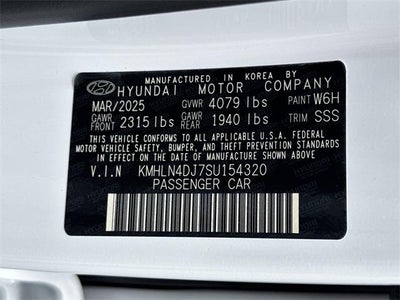 MANUFACTURED IN KOREA BY
HYUNDAI MOTOR COMPANY
MAR/2025 GVWR 4079 lbs PAINT W6H
GAWR FRONT 2315 lbs GAWR REAR 1940 lbs TRIM SSS
THIS VEHICLE CONFORMS TO ALL APPLICABLE U.S.A. FEDERAL
MOTOR VEHICLE SAFETY, BUMPER, AND THEFT PREVENTION
STANDARDS IN EFFECT ON THE DATE OF MANUFACTURE SHOWN ABOVE.
V.I.N KMHLN4DJ7SU154320
PASSENGER CAR